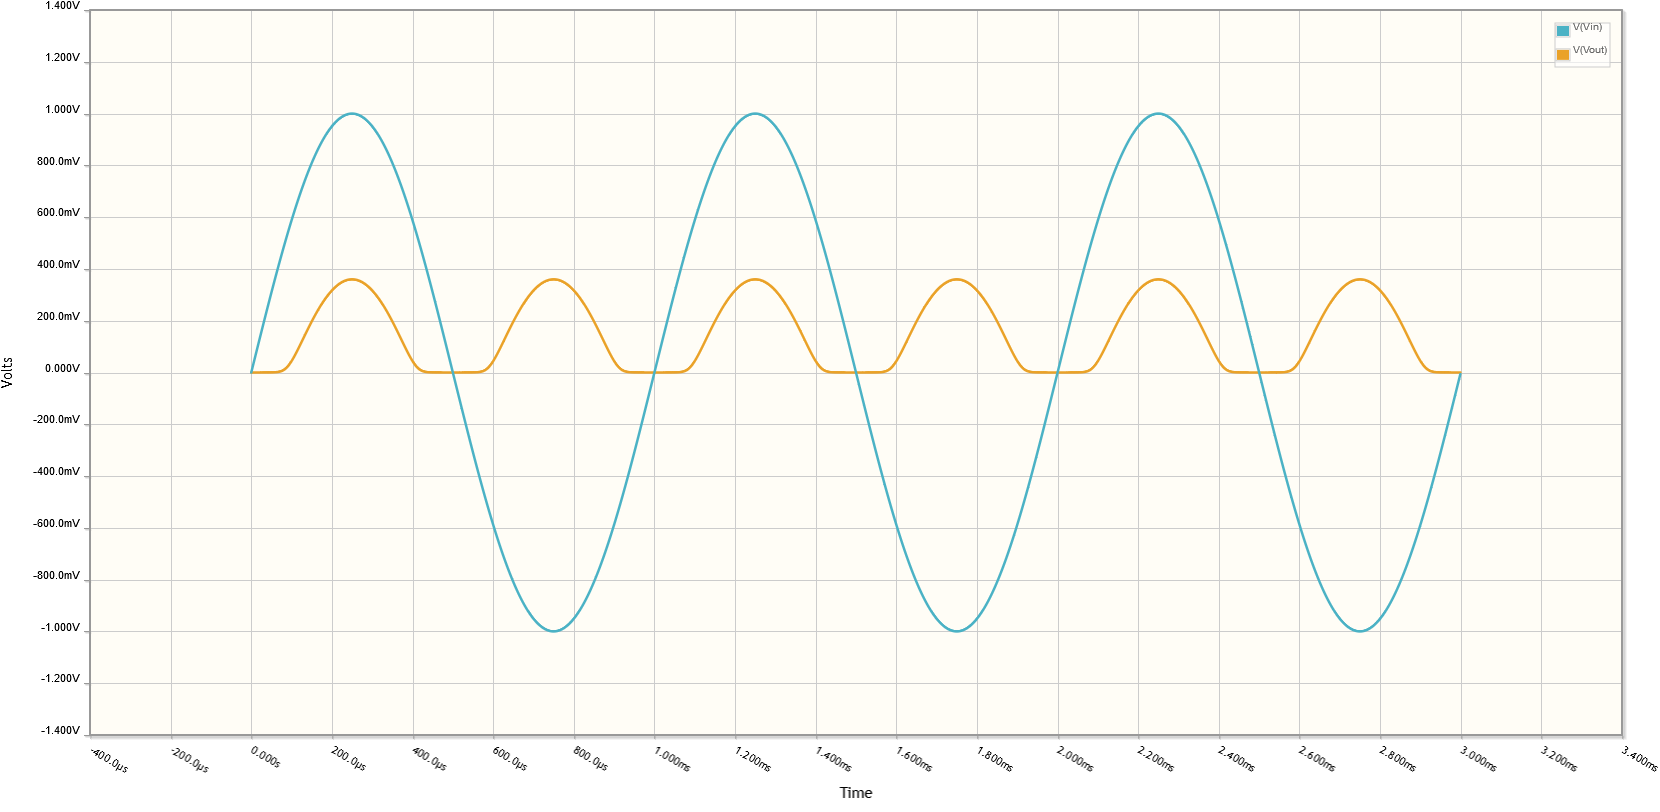 1.400V
1.200V
1.000V
800.0mV
600.0mV
400.0mV
200.0mV
0.000V
-200.0mV
-400.0mV
-600.0mV
-800.0mV
-1.000V
-1.200V
-1.400V
Volts
V(Vin)
V(Vout)
-400.0µs
-200.0µs
0.000s
200.0µs
400.0µs
600.0µs
800.0µs
1.000ms
1.200ms
1.400ms
1.600ms
1.800ms
2.000ms
2.200ms
2.400ms
2.600ms
2.800ms
3.000ms
3.200ms
3.400ms
Time